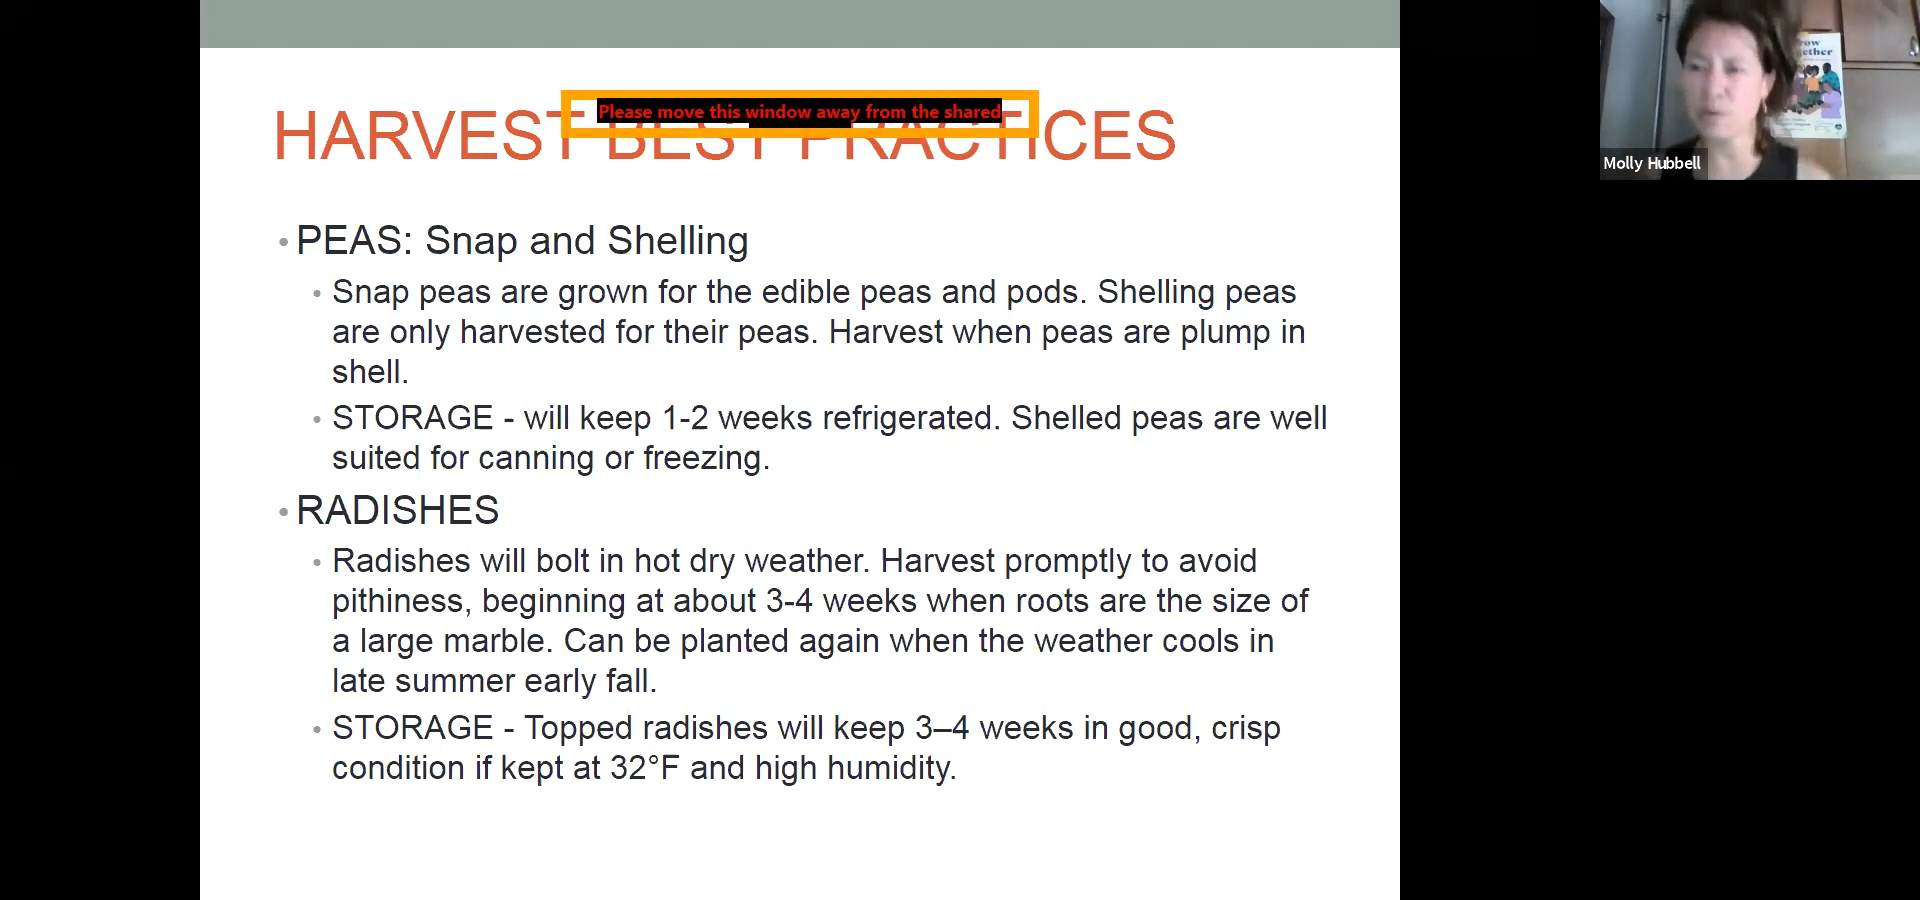 Please move this window away from the shared
HARVEST BEST PRACTICES
• PEAS: Snap and Shelling
• Snap peas are grown for the edible peas and pods. Shelling peas
are only harvested for their peas. Harvest when peas are plump in
shell.
• STORAGE - will keep 1-2 weeks refrigerated. Shelled peas are well
suited for canning or freezing.
• RADISHES
• Radishes will bolt in hot dry weather. Harvest promptly to avoid
pithiness, beginning at about 3-4 weeks when roots are the size of
a large marble. Can be planted again when the weather cools in
late summer early fall.
• STORAGE - Topped radishes will keep 3–4 weeks in good, crisp
condition if kept at 32°F and high humidity.
Molly Hubbell